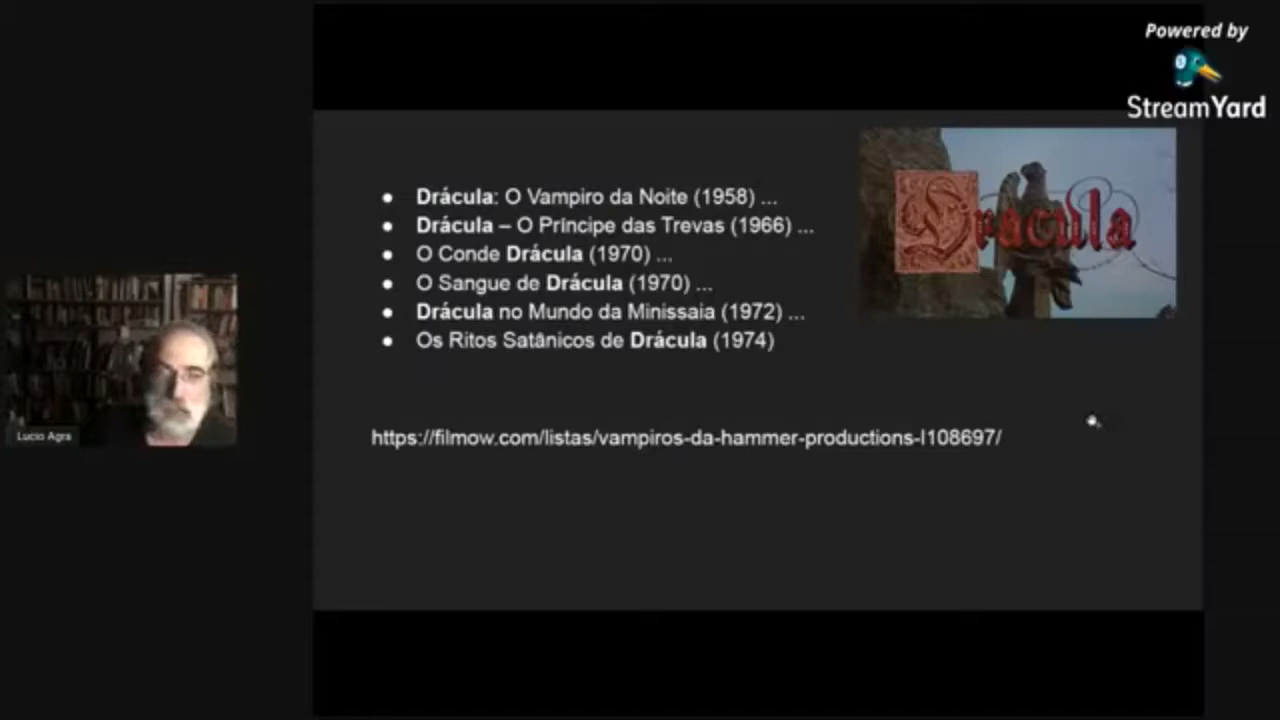 Powered by
StreamYard
Drácula
● Drácula: O Vampiro da Noite (1958) ...
● Drácula – O Príncipe das Trevas (1966) ...
● O Conde Drácula (1970) ...
● O Sangue de Drácula (1970) ...
● Drácula no Mundo da Minissaia (1972) ...
● Os Ritos Satânicos de Drácula (1974)
https://filmow.com/listas/vampiros-da-hammer-productions-l108697/
Lucio Agra